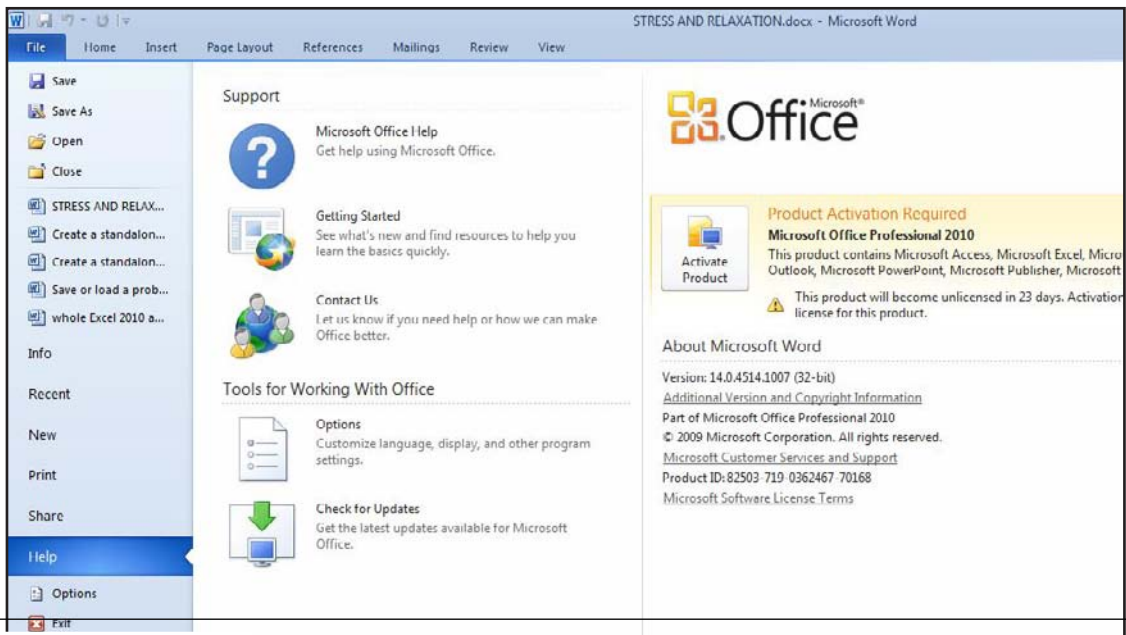 STRESS AND RELAXATION.docx - Microsoft Word
File Home Insert Page Layout References Mailings Review View
Save
Save As
Open
Close
STRESS AND RELAX...
Create a standalon...
Create a standalon...
Save or load a prob...
whole Excel 2010 a...
Info
Recent
New
Print
Share
Help
Options
Exit
Support
Microsoft Office Help
Get help using Microsoft Office.
Getting Started
See what's new and find resources to help you
learn the basics quickly.
Contact Us
Let us know if you need help or how we can make
Office better.
Tools for Working With Office
Options
Customize language, display, and other program
settings.
Check for Updates
Get the latest updates available for Microsoft
Office.
Microsoft®
Office
Activate
Product
Product Activation Required
Microsoft Office Professional 2010
This product contains Microsoft Access, Microsoft Excel, Micro
Outlook, Microsoft PowerPoint, Microsoft Publisher, Microsoft
This product will become unlicensed in 23 days. Activation
license for this product.
About Microsoft Word
Version: 14.0.4514.1007 (32-bit)
Additional Version and Copyright Information
Part of Microsoft Office Professional 2010
© 2009 Microsoft Corporation. All rights reserved.
Microsoft Customer Services and Support
Product ID: 82503-719-0362467-70168
Microsoft Software License Terms